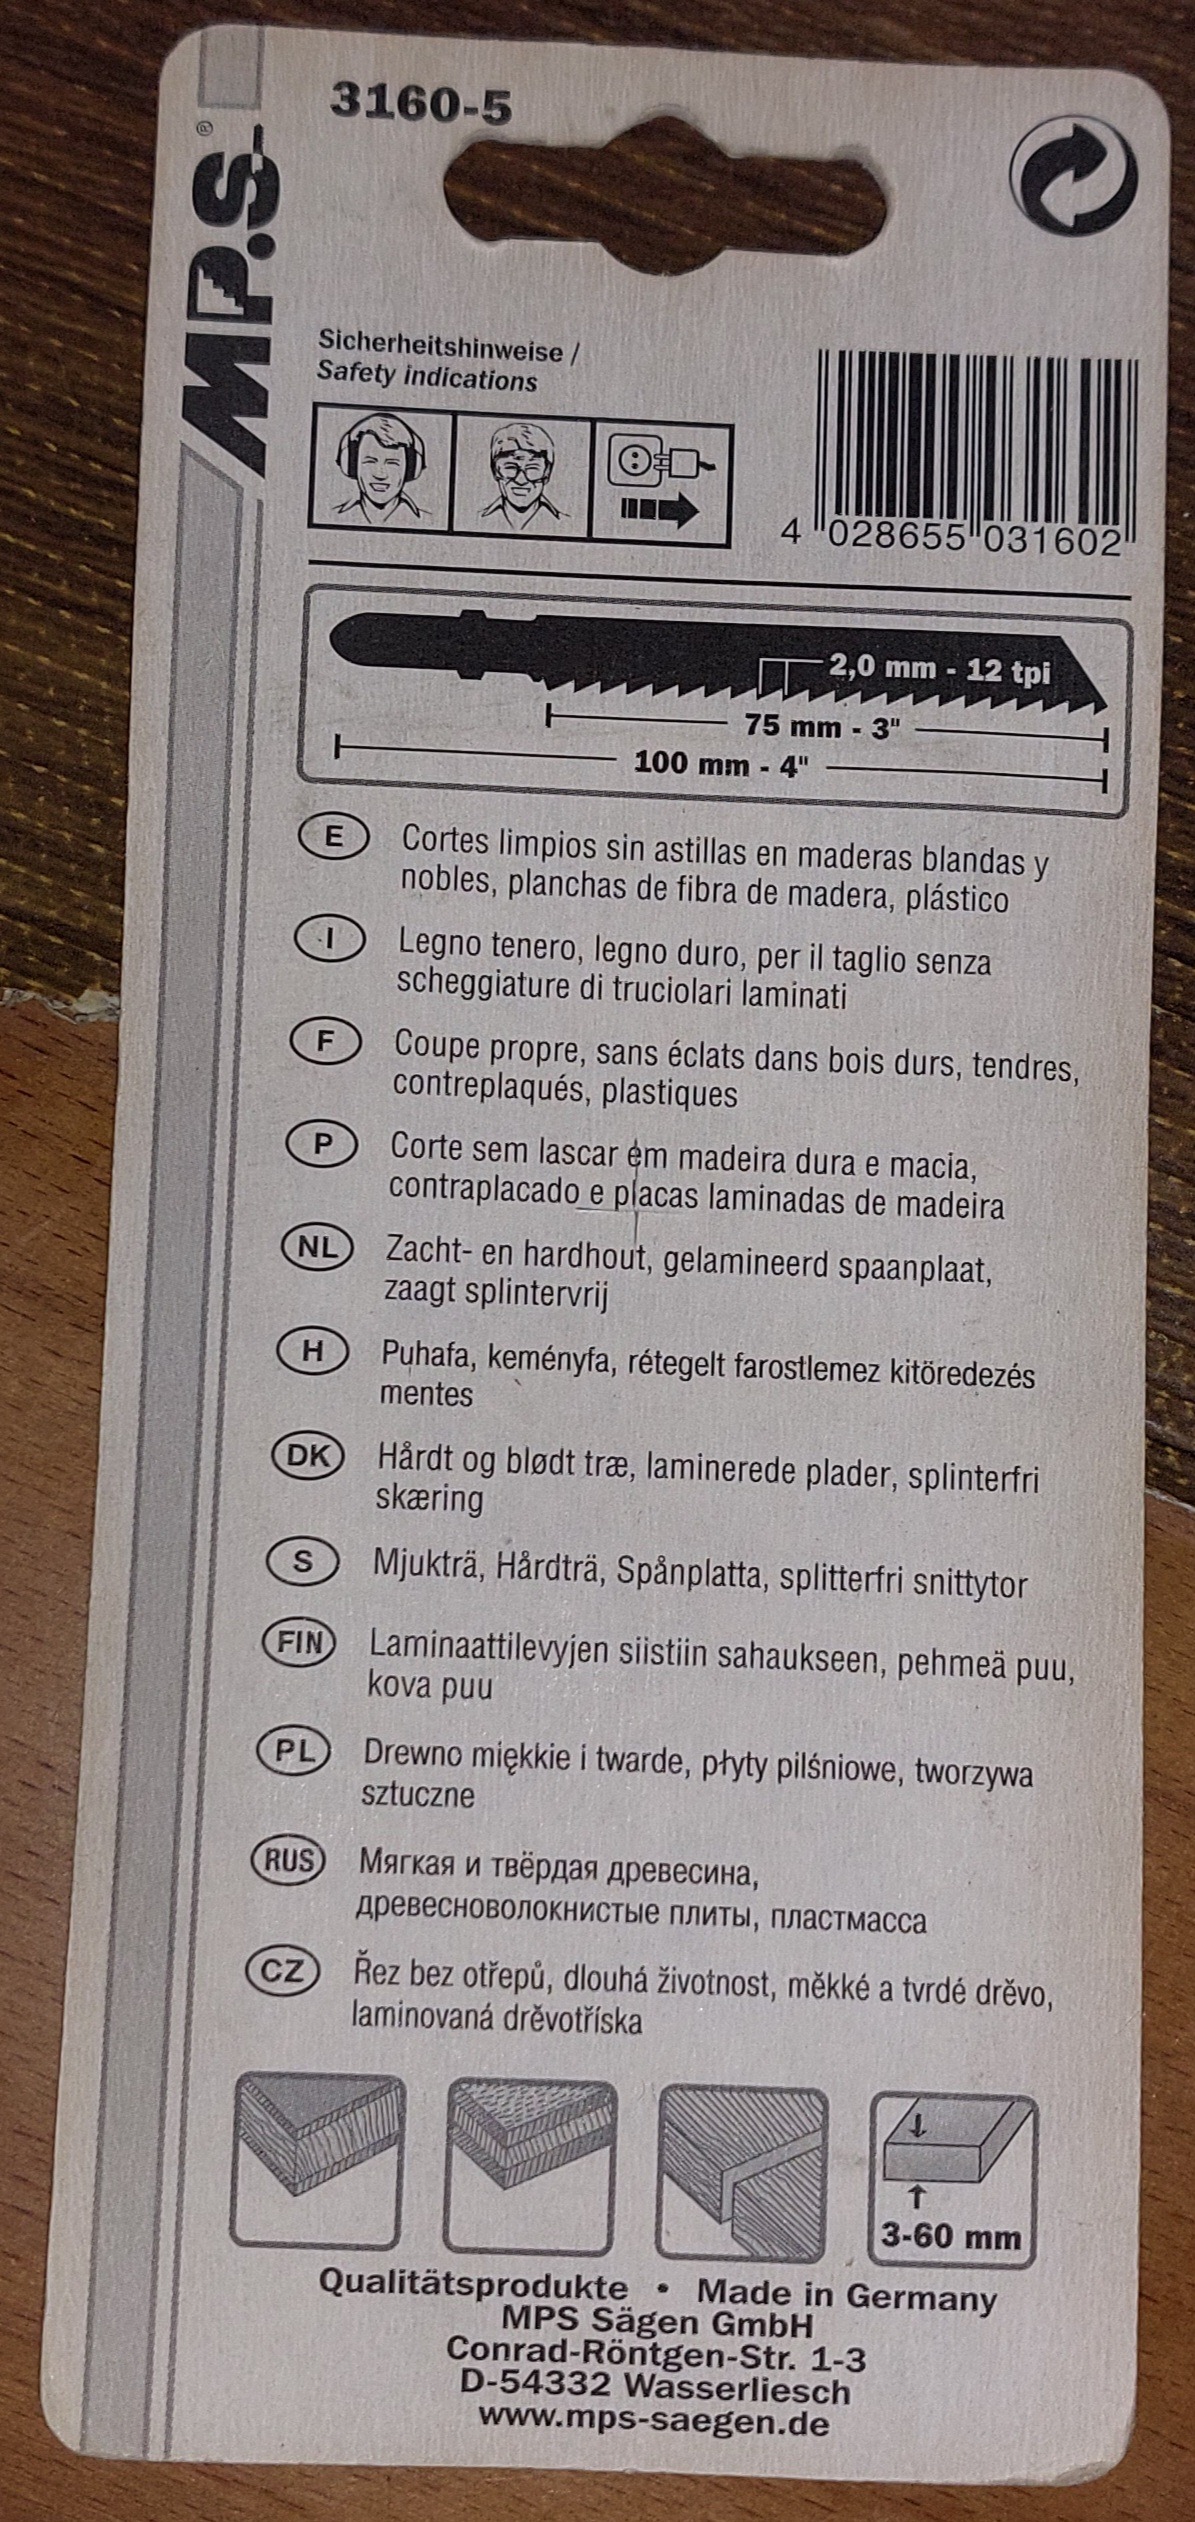 3160-5
MPS®
Sicherheitshinweise /
Safety indications
4 028655 031602
2,0 mm - 12 tpi
75 mm - 3"
100 mm - 4"
E Cortes limpios sin astillas en maderas blandas y
nobles, planchas de fibra de madera, plástico
I Legno tenero, legno duro, per il taglio senza
scheggiature di truciolari laminati
F Coupe propre, sans éclats dans bois durs, tendres,
contreplaqués, plastiques
P Corte sem lascar em madeira dura e macia,
contraplacado e placas laminadas de madeira
NL Zacht- en hardhout, gelamineerd spaanplaat,
zaagt splintervrij
H Puhafa, keményfa, rétegelt farostlemez kitöredezés
mentes
DK Hårdt og blødt træ, laminerede plader, splinterfri
skæring
S Mjukträ, Hårdträ, Spånplatta, splitterfri snittytor
FIN Laminaattilevyjen siistiin sahaukseen, pehmeä puu,
kova puu
PL Drewno miękkie i twarde, płyty pilśniowe, tworzywa
sztuczne
RUS Мягкая и твёрдая древесина,
древесноволокнистые плиты, пластмасса
CZ Řez bez otřepů, dlouhá životnost, měkké a tvrdé drěvo,
laminovaná drěvotříska
3-60 mm
Qualitätsprodukte • Made in Germany
MPS Sägen GmbH
Conrad-Röntgen-Str. 1-3
D-54332 Wasserliesch
www.mps-saegen.de